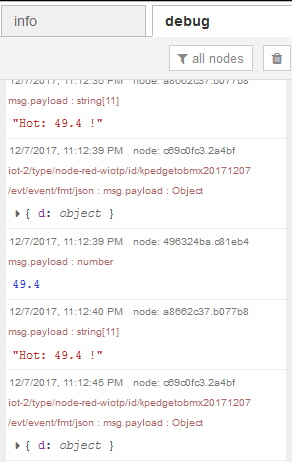 info
debug
all nodes
12/7/2017, 11:12:35 PM node: a8662c37.b077b8
msg.payload : string[11]
"Hot: 49.4 !"
12/7/2017, 11:12:39 PM node: c69c0fc3.2a4bf
iot-2/type/node-red-wiotp/id/kpedgetobmx20171207
/evt/event/fmt/json : msg.payload : Object
{ d: object }
12/7/2017, 11:12:39 PM node: 496324ba.c81eb4
msg.payload : number
49.4
12/7/2017, 11:12:40 PM node: a8662c37.b077b8
msg.payload : string[11]
"Hot: 49.4 !"
12/7/2017, 11:12:45 PM node: c69c0fc3.2a4bf
iot-2/type/node-red-wiotp/id/kpedgetobmx20171207
/evt/event/fmt/json : msg.payload : Object
{ d: object }